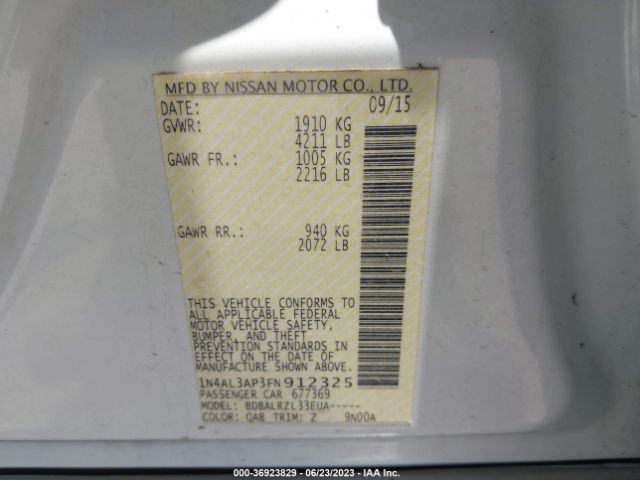 MFD BY NISSAN MOTOR CO., LTD.
DATE: 09/15
GVWR: 1910 KG
4211 LB
GAWR FR.: 1005 KG
2216 LB
GAWR RR.: 940 KG
2072 LB
THIS VEHICLE CONFORMS TO
ALL APPLICABLE FEDERAL
MOTOR VEHICLE SAFETY,
BUMPER, AND THEFT
PREVENTION STANDARDS IN
EFFECT ON THE DATE OF
MANUFACTURE SHOWN ABOVE.
1N4AL3AP3FN912325
PASSENGER CAR 677369
MODEL: BDBALRZL33EUA-----
COLOR: QAB TRIM: Z 9N00A
000-36923829 - 06/23/2023 - IAA Inc.